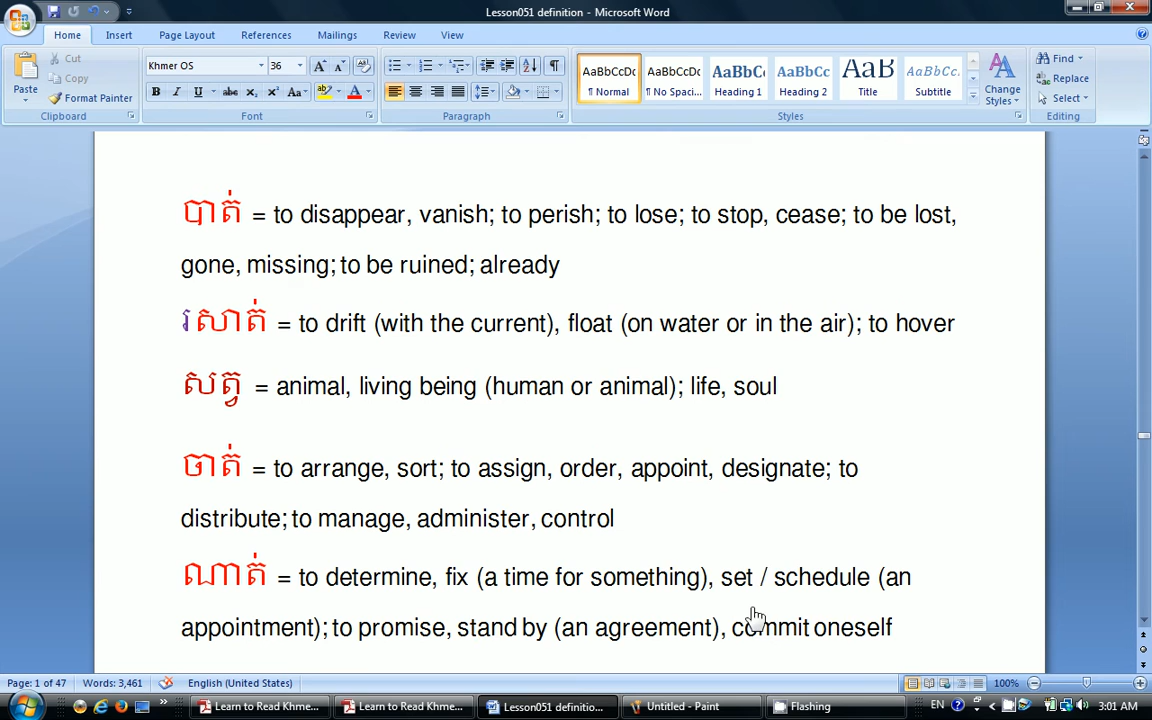 Lesson051 definition - Microsoft Word
Home Insert Page Layout References Mailings Review View
Cut
Copy
Format Painter
Paste
Clipboard
Khmer OS 36
B I U abc x₂ x² Aa
Font
Paragraph
AaBbCcDc AaBbCcDc AaBbC AaBbCc AaB AaBbCc.
¶ Normal ¶ No Spaci... Heading 1 Heading 2 Title Subtitle
Change Styles
Styles
Find
Replace
Select
Editing
បាត់ = to disappear, vanish; to perish; to lose; to stop, cease; to be lost,
gone, missing; to be ruined; already
រសាត់ = to drift (with the current), float (on water or in the air); to hover
សត្វ = animal, living being (human or animal); life, soul
ចាត់ = to arrange, sort; to assign, order, appoint, designate; to
distribute; to manage, administer, control
ណាត់ = to determine, fix (a time for something), set / schedule (an
appointment); to promise, stand by (an agreement), commit oneself
Page: 1 of 47 Words: 3,461 English (United States) 100%
Learn to Read Khme... Learn to Read Khme... Lesson051 definitio... Untitled - Paint Flashing EN 3:01 AM